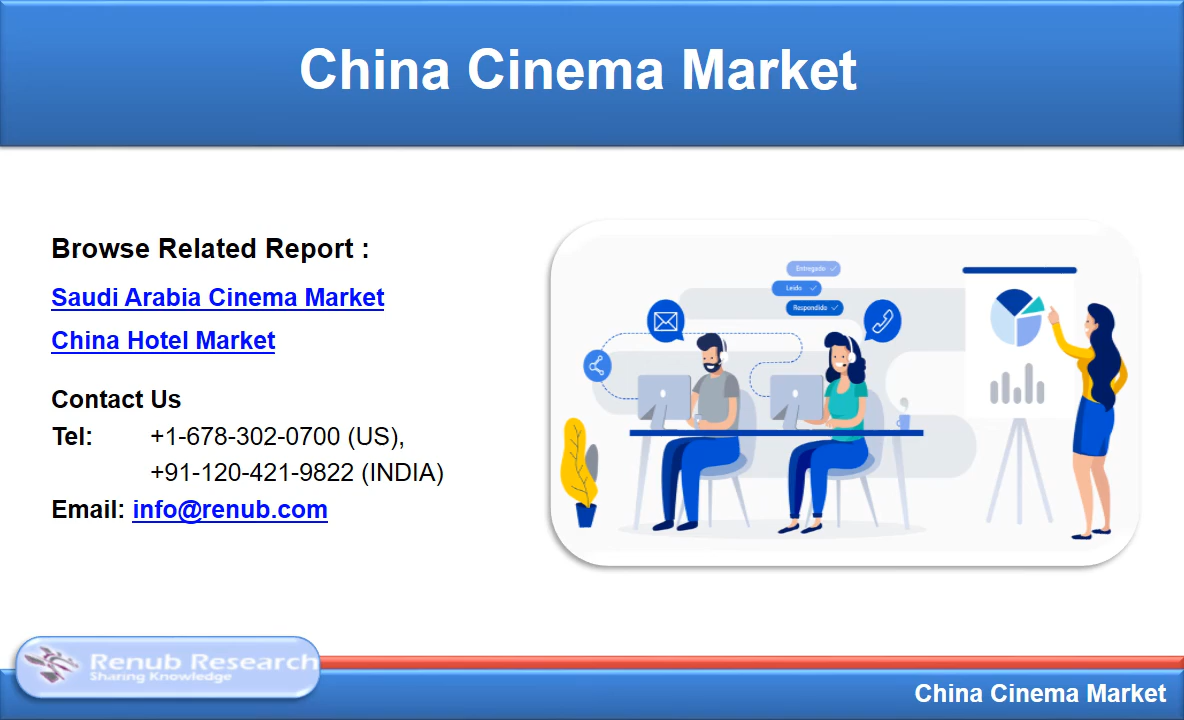 China Cinema Market
Browse Related Report :
Saudi Arabia Cinema Market
China Hotel Market
Contact Us
Tel: +1-678-302-0700 (US),
+91-120-421-9822 (INDIA)
Email: info@renub.com
Entregado
Leido
Respondido
Renub Research
Sharing Knowledge
China Cinema Market